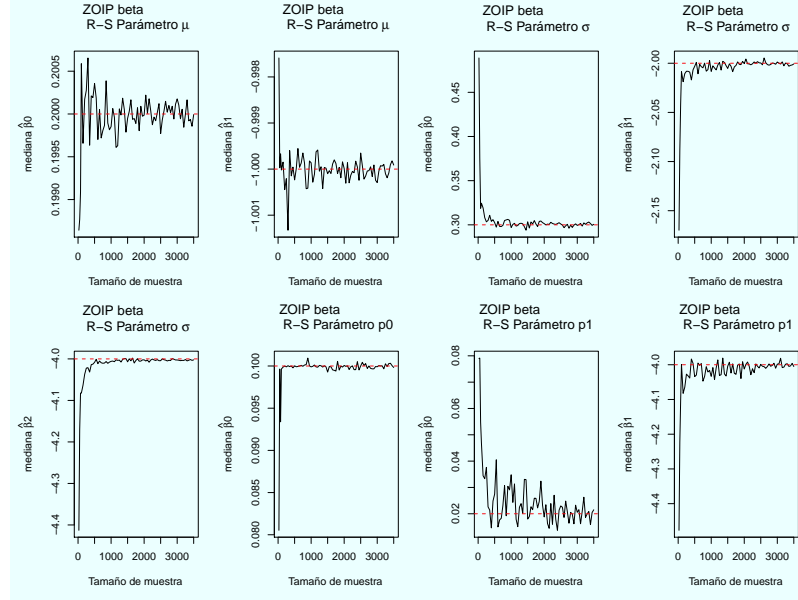 ZOIP beta
R−S Parámetro μ
mediana β̂0
0.1990 0.1995 0.2000 0.2005
0 1000 3000
Tamaño de muestra
ZOIP beta
R−S Parámetro μ
mediana β̂1
−1.001 −1.000 −0.999 −0.998
0 1000 3000
Tamaño de muestra
ZOIP beta
R−S Parámetro σ
mediana β̂0
0.30 0.35 0.40 0.45
0 1000 3000
Tamaño de muestra
ZOIP beta
R−S Parámetro σ
mediana β̂1
−2.15 −2.10 −2.05 −2.00
0 1000 3000
Tamaño de muestra
ZOIP beta
R−S Parámetro σ
mediana β̂2
−4.4 −4.3 −4.2 −4.1 −4.0
0 1000 3000
Tamaño de muestra
ZOIP beta
R−S Parámetro p0
mediana β̂0
0.080 0.085 0.090 0.095 0.100
0 1000 3000
Tamaño de muestra
ZOIP beta
R−S Parámetro p1
mediana β̂0
0.02 0.04 0.06 0.08
0 1000 3000
Tamaño de muestra
ZOIP beta
R−S Parámetro p1
mediana β̂1
−4.4 −4.3 −4.2 −4.1 −4.0
0 1000 3000
Tamaño de muestra